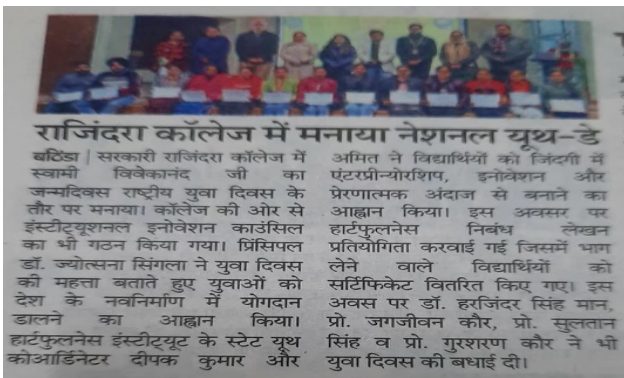 राजिंदरा कॉलेज में मनाया नेशनल यूथ-डे
बठिंडा | सरकारी राजिंदरा कॉलेज में
स्वामी विवेकानंद जी का
जन्मदिवस राष्ट्रीय युवा दिवस के
तौर पर मनाया। कॉलेज की ओर से
इंस्टीट्यूशनल इनोवेशन काउंसिल
का भी गठन किया गया। प्रिंसिपल
डॉ. ज्योत्सना सिंगला ने युवा दिवस
की महत्ता बताते हुए युवाओं को
देश के नवनिर्माण में योगदान
डालने का आह्वान किया।
हार्टफुलनेस इंस्टीट्यूट के स्टेट यूथ
कोआर्डिनेटर दीपक कुमार और
अमित ने विद्यार्थियों को जिंदगी में
एंटरप्रीन्योरशिप, इनोवेशन और
प्रेरणात्मक अंदाज से बनाने का
आह्वान किया। इस अवसर पर
हार्टफुलनेस निबंध लेखन
प्रतियोगिता करवाई गई जिसमें भाग
लेने वाले विद्यार्थियों को
सर्टिफिकेट वितरित किए गए। इस
अवस पर डॉ. हरजिंदर सिंह मान,
प्रो. जगजीवन कौर, प्रो. सुलतान
सिंह व प्रो. गुरशरण कौर ने भी
युवा दिवस की बधाई दी।